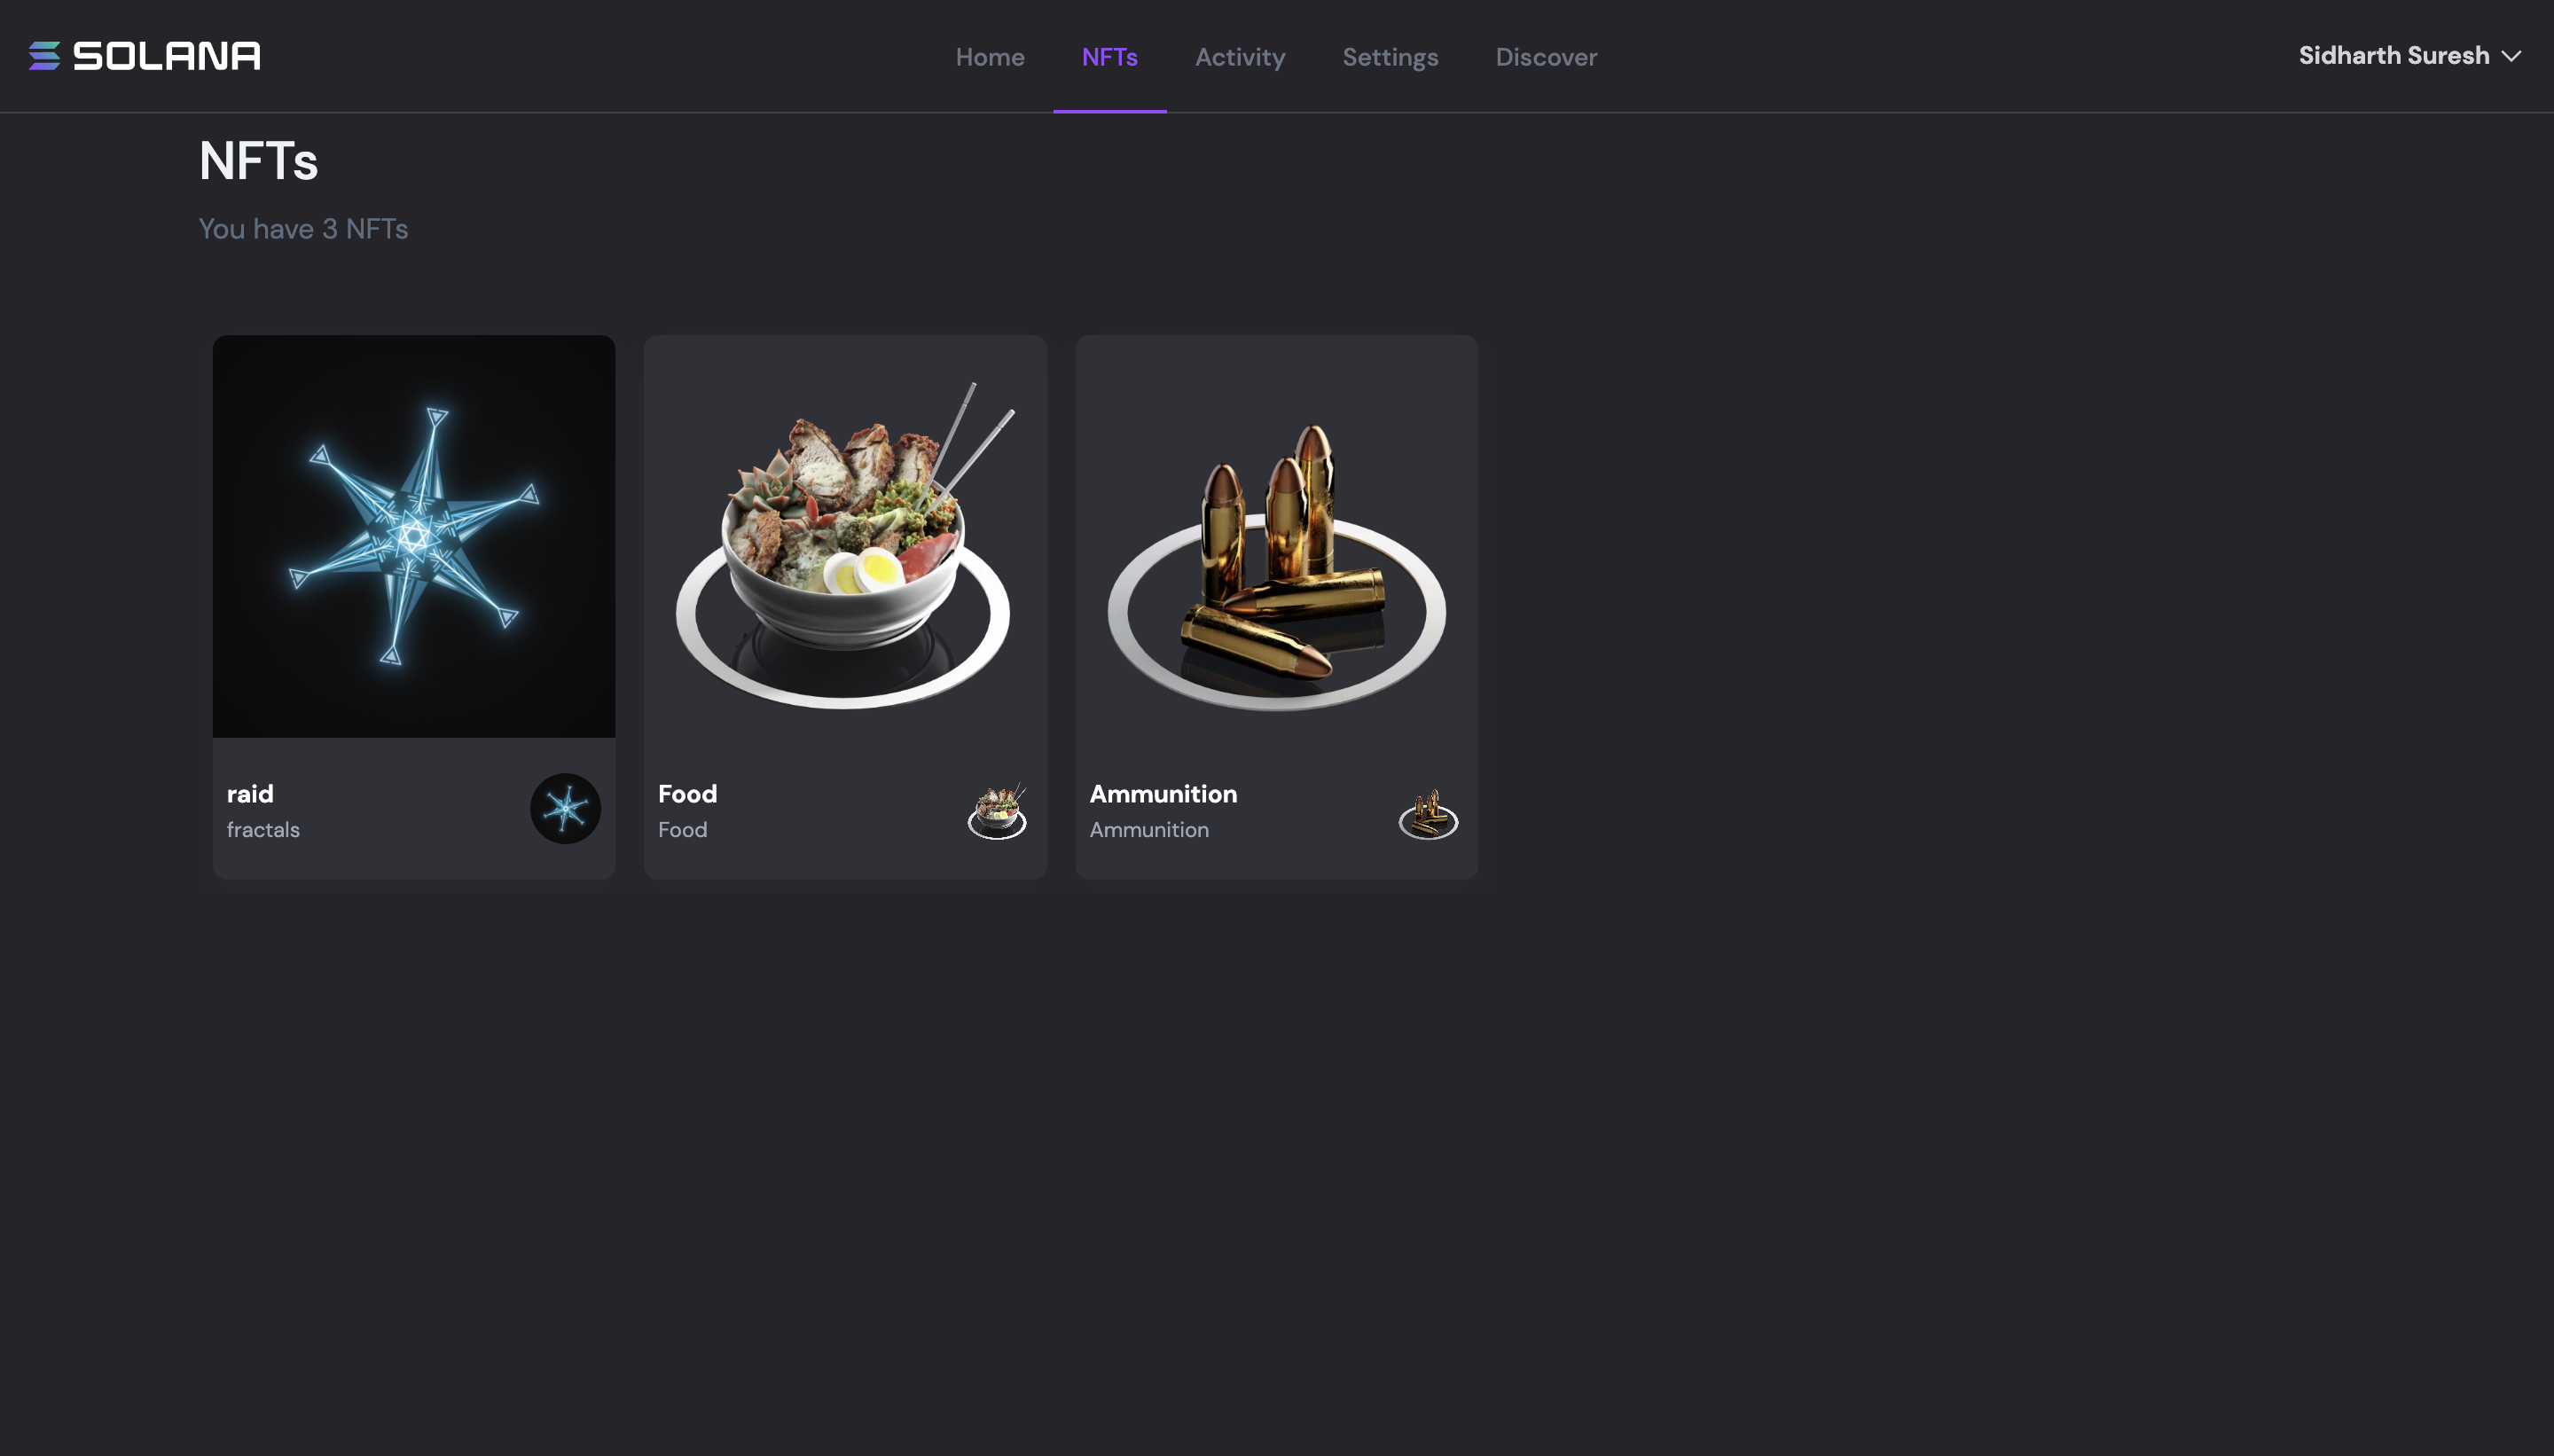 SOLANA
Home NFTs Activity Settings Discover
Sidharth Suresh
NFTs
You have 3 NFTs
raid
fractals
Food
Food
Ammunition
Ammunition